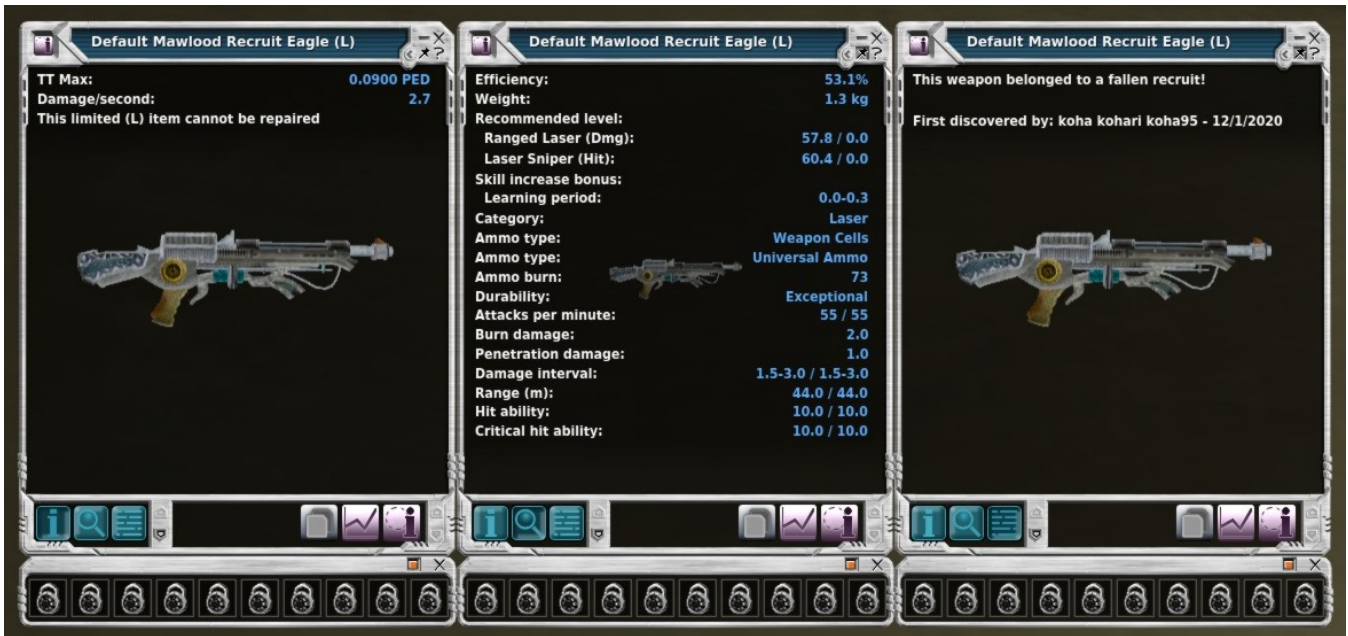 Default Mawlood Recruit Eagle (L)
TT Max: 0.0900 PED
Damage/second: 2.7
This limited (L) item cannot be repaired
Default Mawlood Recruit Eagle (L)
Efficiency: 53.1%
Weight: 1.3 kg
Recommended level:
Ranged Laser (Dmg): 57.8 / 0.0
Laser Sniper (Hit): 60.4 / 0.0
Skill increase bonus:
Learning period: 0.0-0.3
Category: Laser
Ammo type: Weapon Cells
Ammo type: Universal Ammo
Ammo burn: 73
Durability: Exceptional
Attacks per minute: 55 / 55
Burn damage: 2.0
Penetration damage: 1.0
Damage interval: 1.5-3.0 / 1.5-3.0
Range (m): 44.0 / 44.0
Hit ability: 10.0 / 10.0
Critical hit ability: 10.0 / 10.0
Default Mawlood Recruit Eagle (L)
This weapon belonged to a fallen recruit!
First discovered by: koha kohari koha95 - 12/1/2020